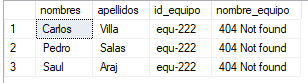 nombres apellidos id_equipo nombre_equipo
1 Carlos Villa equ-222 404 Not found
2 Pedro Salas equ-222 404 Not found
3 Saul Araj equ-222 404 Not found